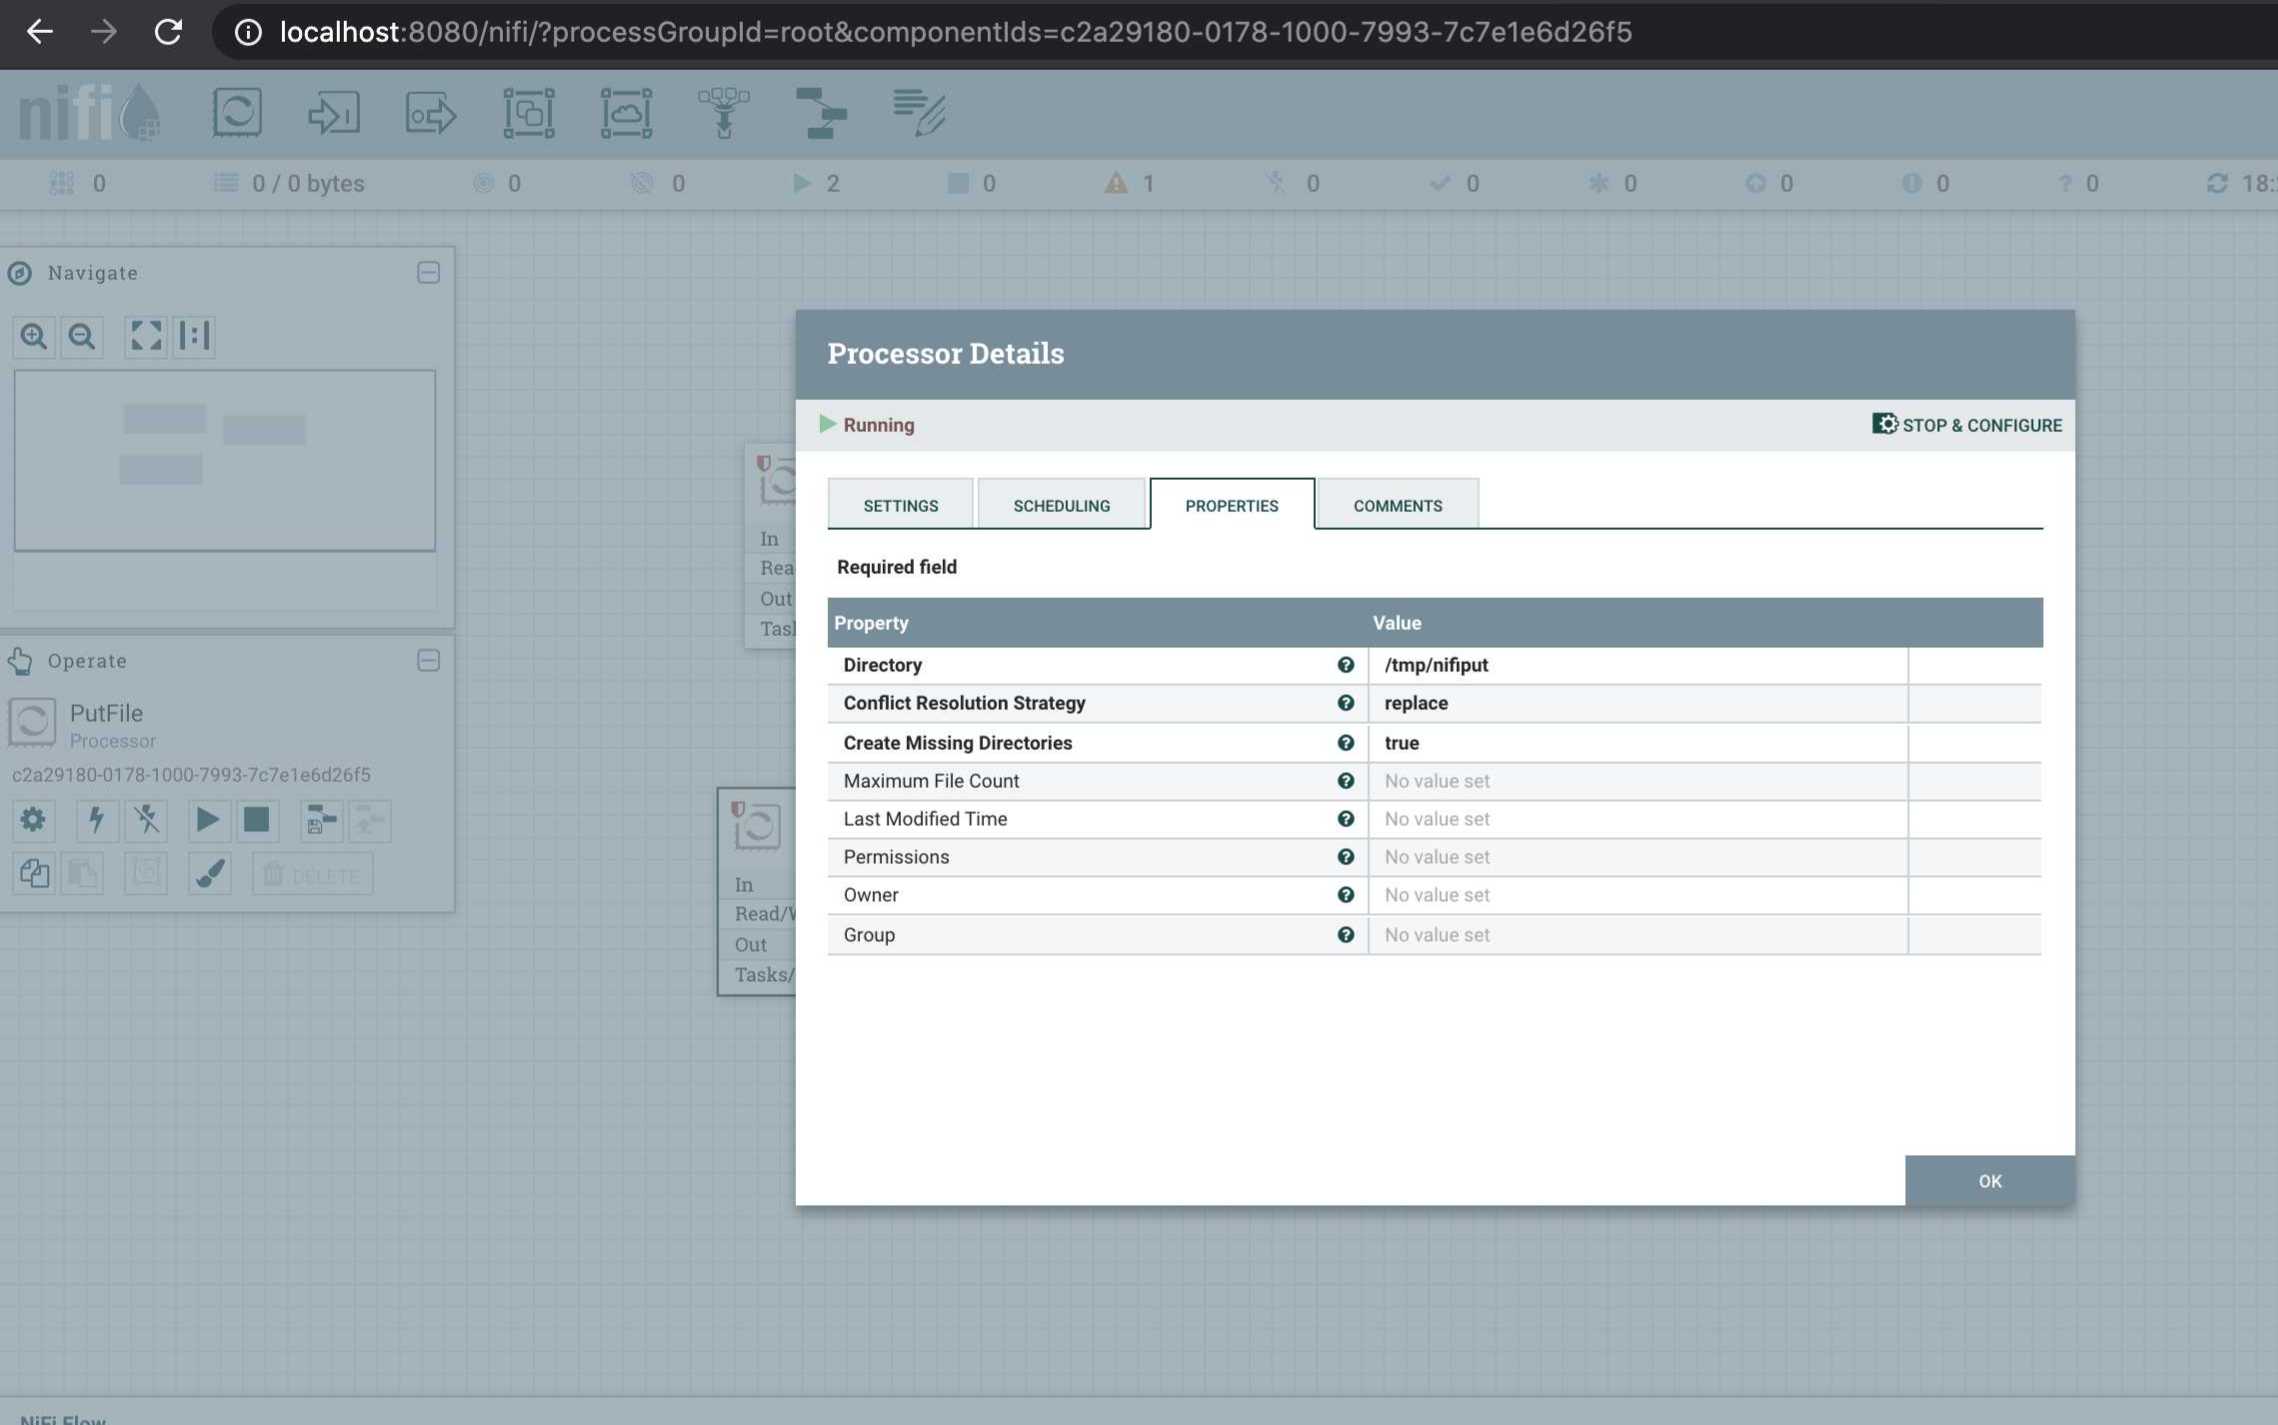 localhost:8080/nifi/?processGroupId=root&componentIds=c2a29180-0178-1000-7993-7c7e1e6d26f5
nifi
0 0 / 0 bytes 0 0 2 0 1 0 0 0 0 0 0 18:
Navigate
Operate
PutFile
Processor
c2a29180-0178-1000-7993-7c7e1e6d26f5
DELETE
In
Rea
Out
Tas
In
Read/W
Out
Tasks/
Processor Details
Running STOP & CONFIGURE
SETTINGS SCHEDULING PROPERTIES COMMENTS
Required field
Property Value
Directory /tmp/nifiput
Conflict Resolution Strategy replace
Create Missing Directories true
Maximum File Count No value set
Last Modified Time No value set
Permissions No value set
Owner No value set
Group No value set
OK
NiFi Flow